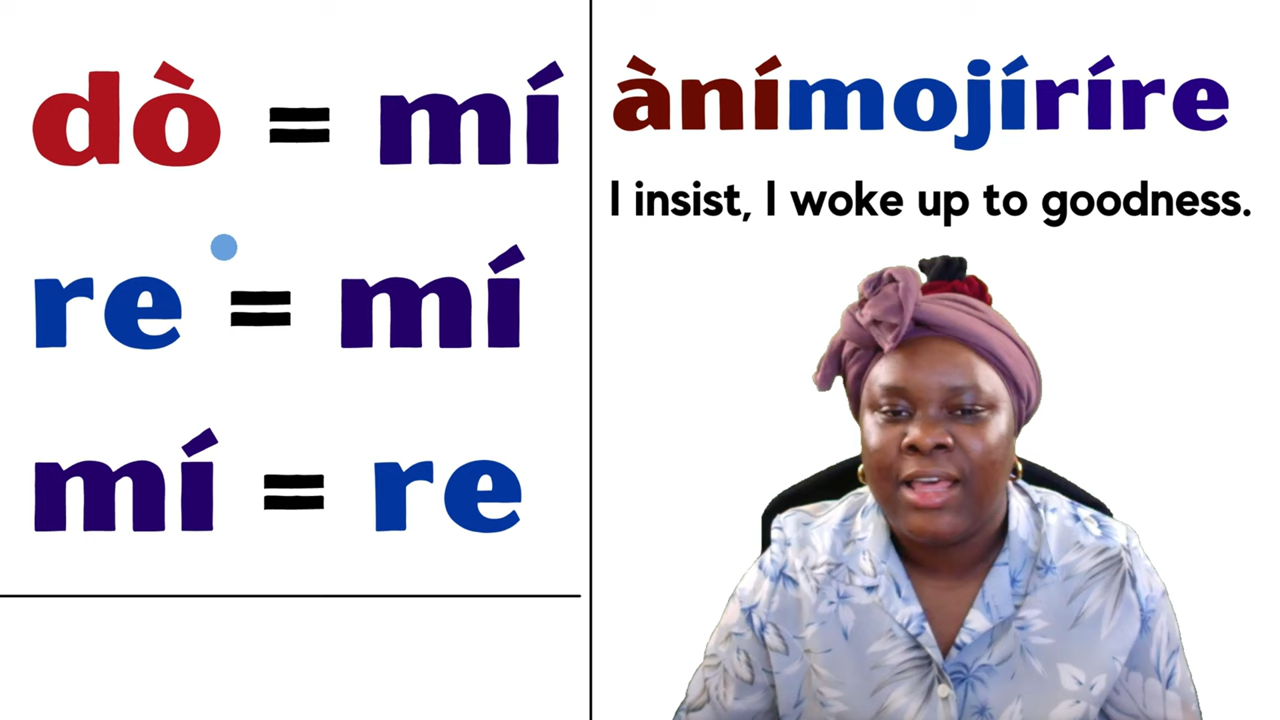 dò = mí
re = mí
mí = re
ànímojíríre
I insist, I woke up to goodness.